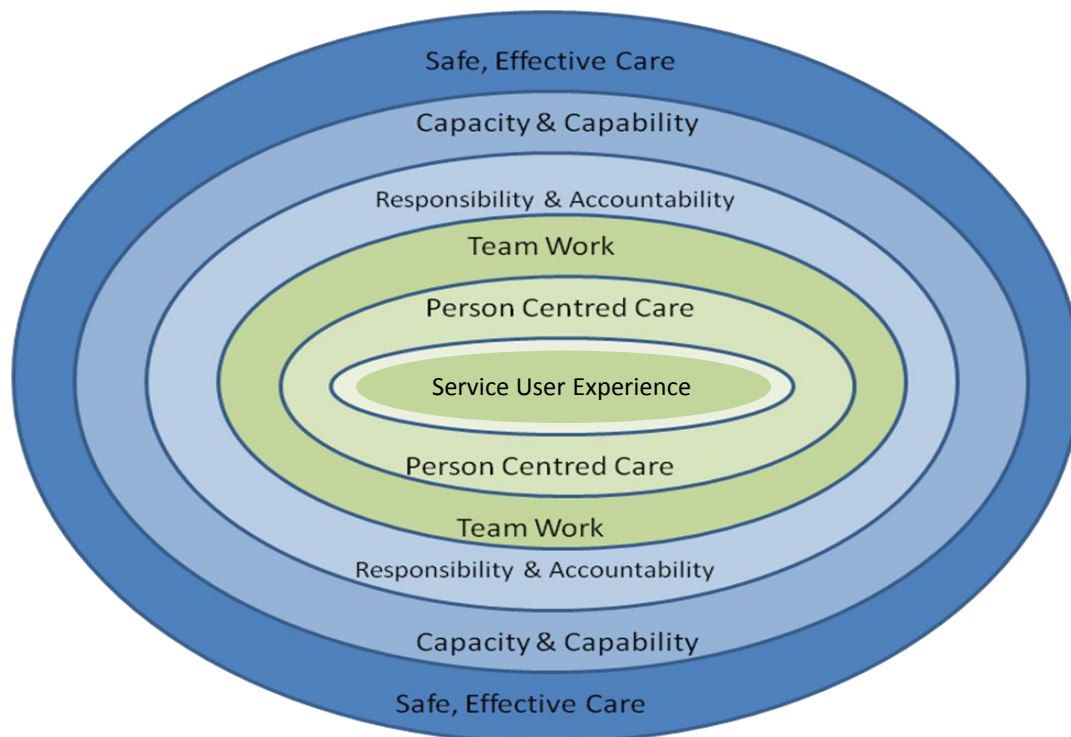 Safe, Effective Care
Capacity & Capability
Responsibility & Accountability
Team Work
Person Centred Care
Service User Experience
Person Centred Care
Team Work
Responsibility & Accountability
Capacity & Capability
Safe, Effective Care